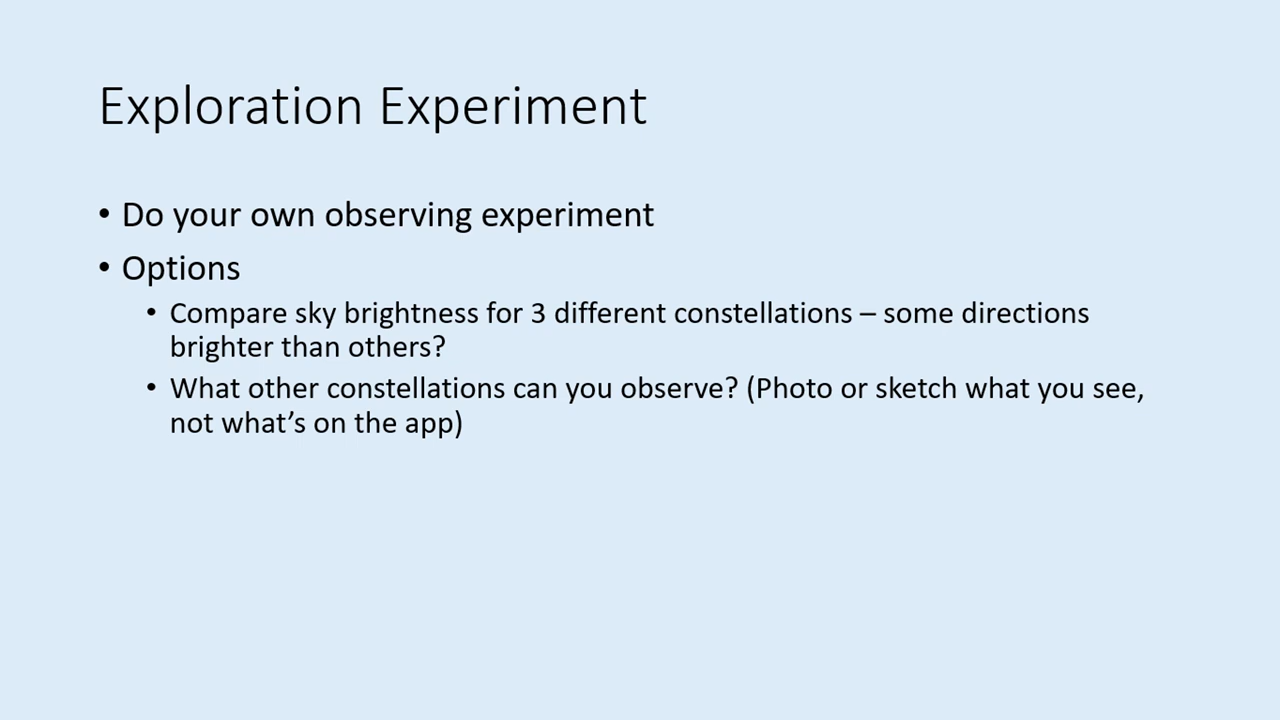 Exploration Experiment
• Do your own observing experiment
• Options
• Compare sky brightness for 3 different constellations – some directions
brighter than others?
• What other constellations can you observe? (Photo or sketch what you see,
not what’s on the app)